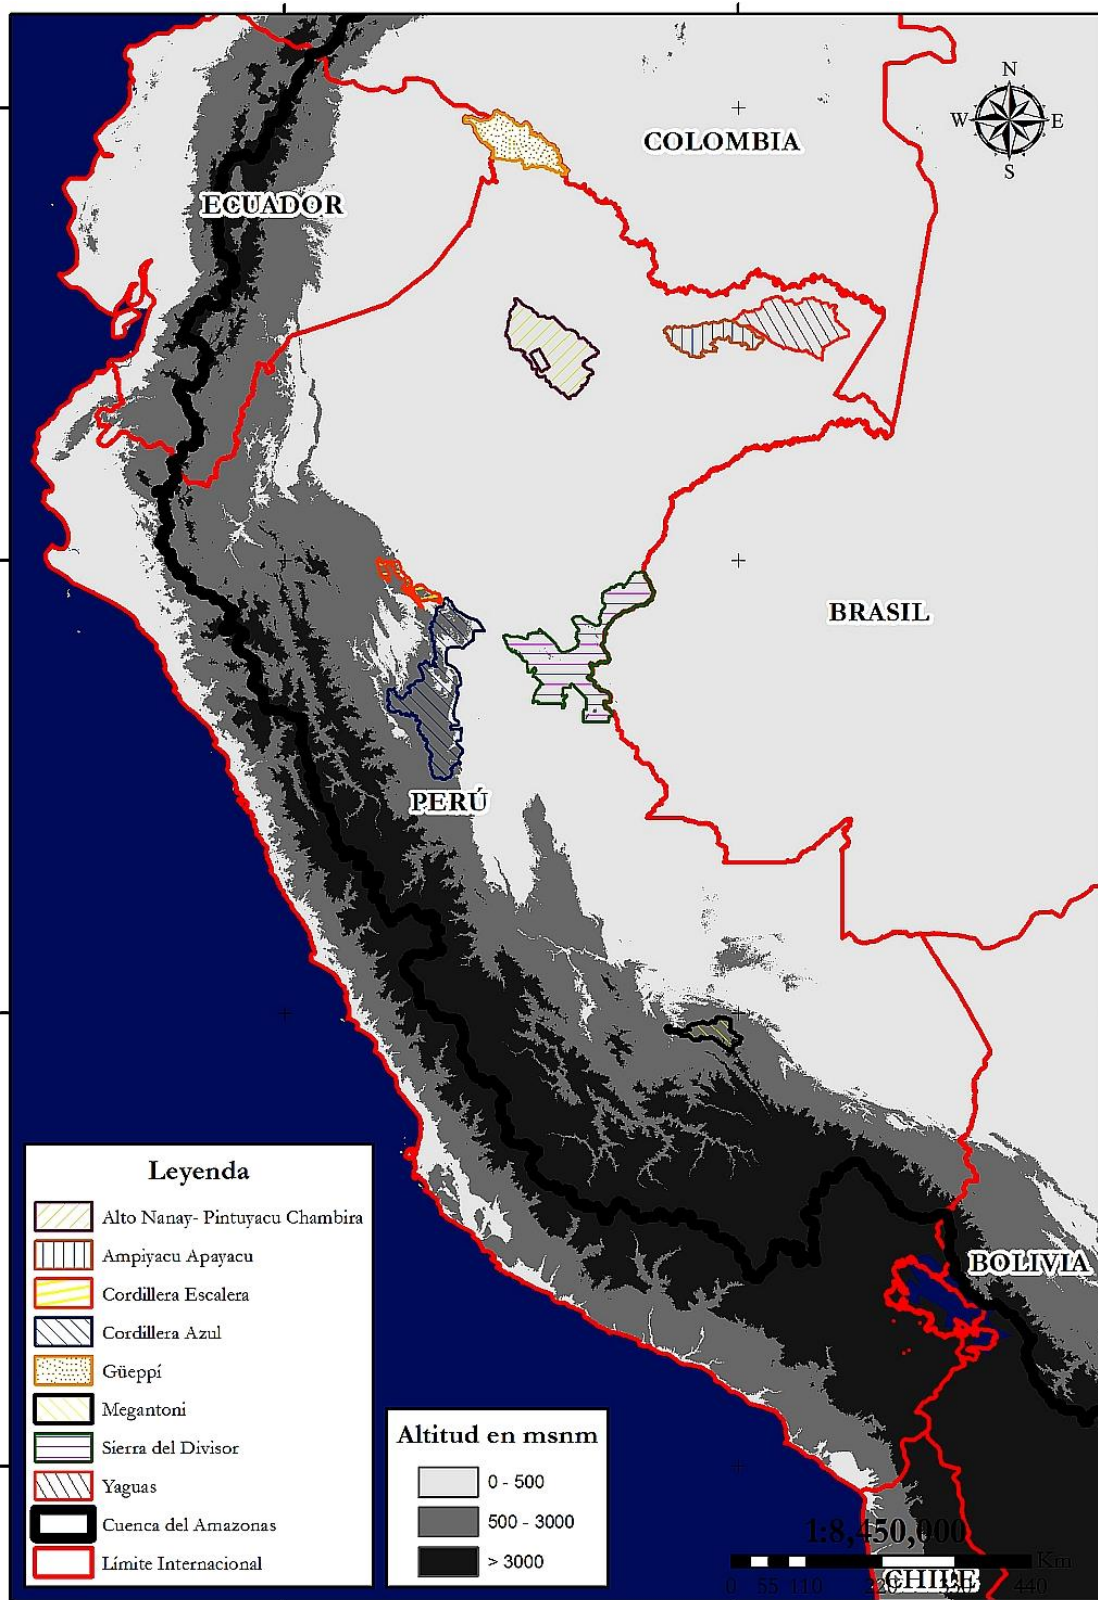 N
W E
S
COLOMBIA
ECUADOR
BRASIL
PERÚ
BOLIVIA
CHILE
Leyenda
Alto Nanay- Pintuyacu Chambira
Ampiyacu Apayacu
Cordillera Escalera
Cordillera Azul
Güeppí
Megantoni
Sierra del Divisor
Yaguas
Cuenca del Amazonas
Límite Internacional
Altitud en msnm
0 - 500
500 - 3000
> 3000
1:8,450,000
Km
0 55 110 220 330 440